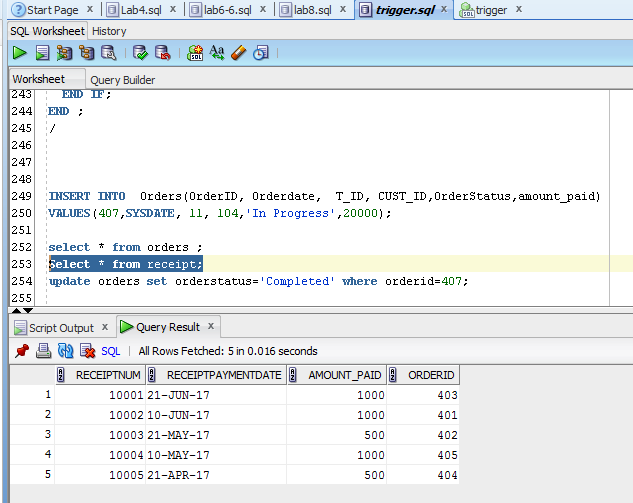 Start Page x Lab4.sql x lab6-6.sql x lab8.sql x trigger.sql x trigger x
SQL Worksheet History
Worksheet Query Builder
243 END IF;
244 END ;
245 /
246
247
248
249 INSERT INTO Orders(OrderID, Orderdate, T_ID, CUST_ID,OrderStatus,amount_paid)
250 VALUES(407,SYSDATE, 11, 104,'In Progress',20000);
251
252 select * from orders ;
253 select * from receipt;
254 update orders set orderstatus='Completed' where orderid=407;
255
Script Output x Query Result x
SQL | All Rows Fetched: 5 in 0.016 seconds
RECEIPTNUM RECEIPTPAYMENTDATE AMOUNT_PAID ORDERID
1 10001 21-JUN-17 1000 403
2 10002 10-JUN-17 1000 401
3 10003 21-MAY-17 500 402
4 10004 10-MAY-17 1000 405
5 10005 21-APR-17 500 404